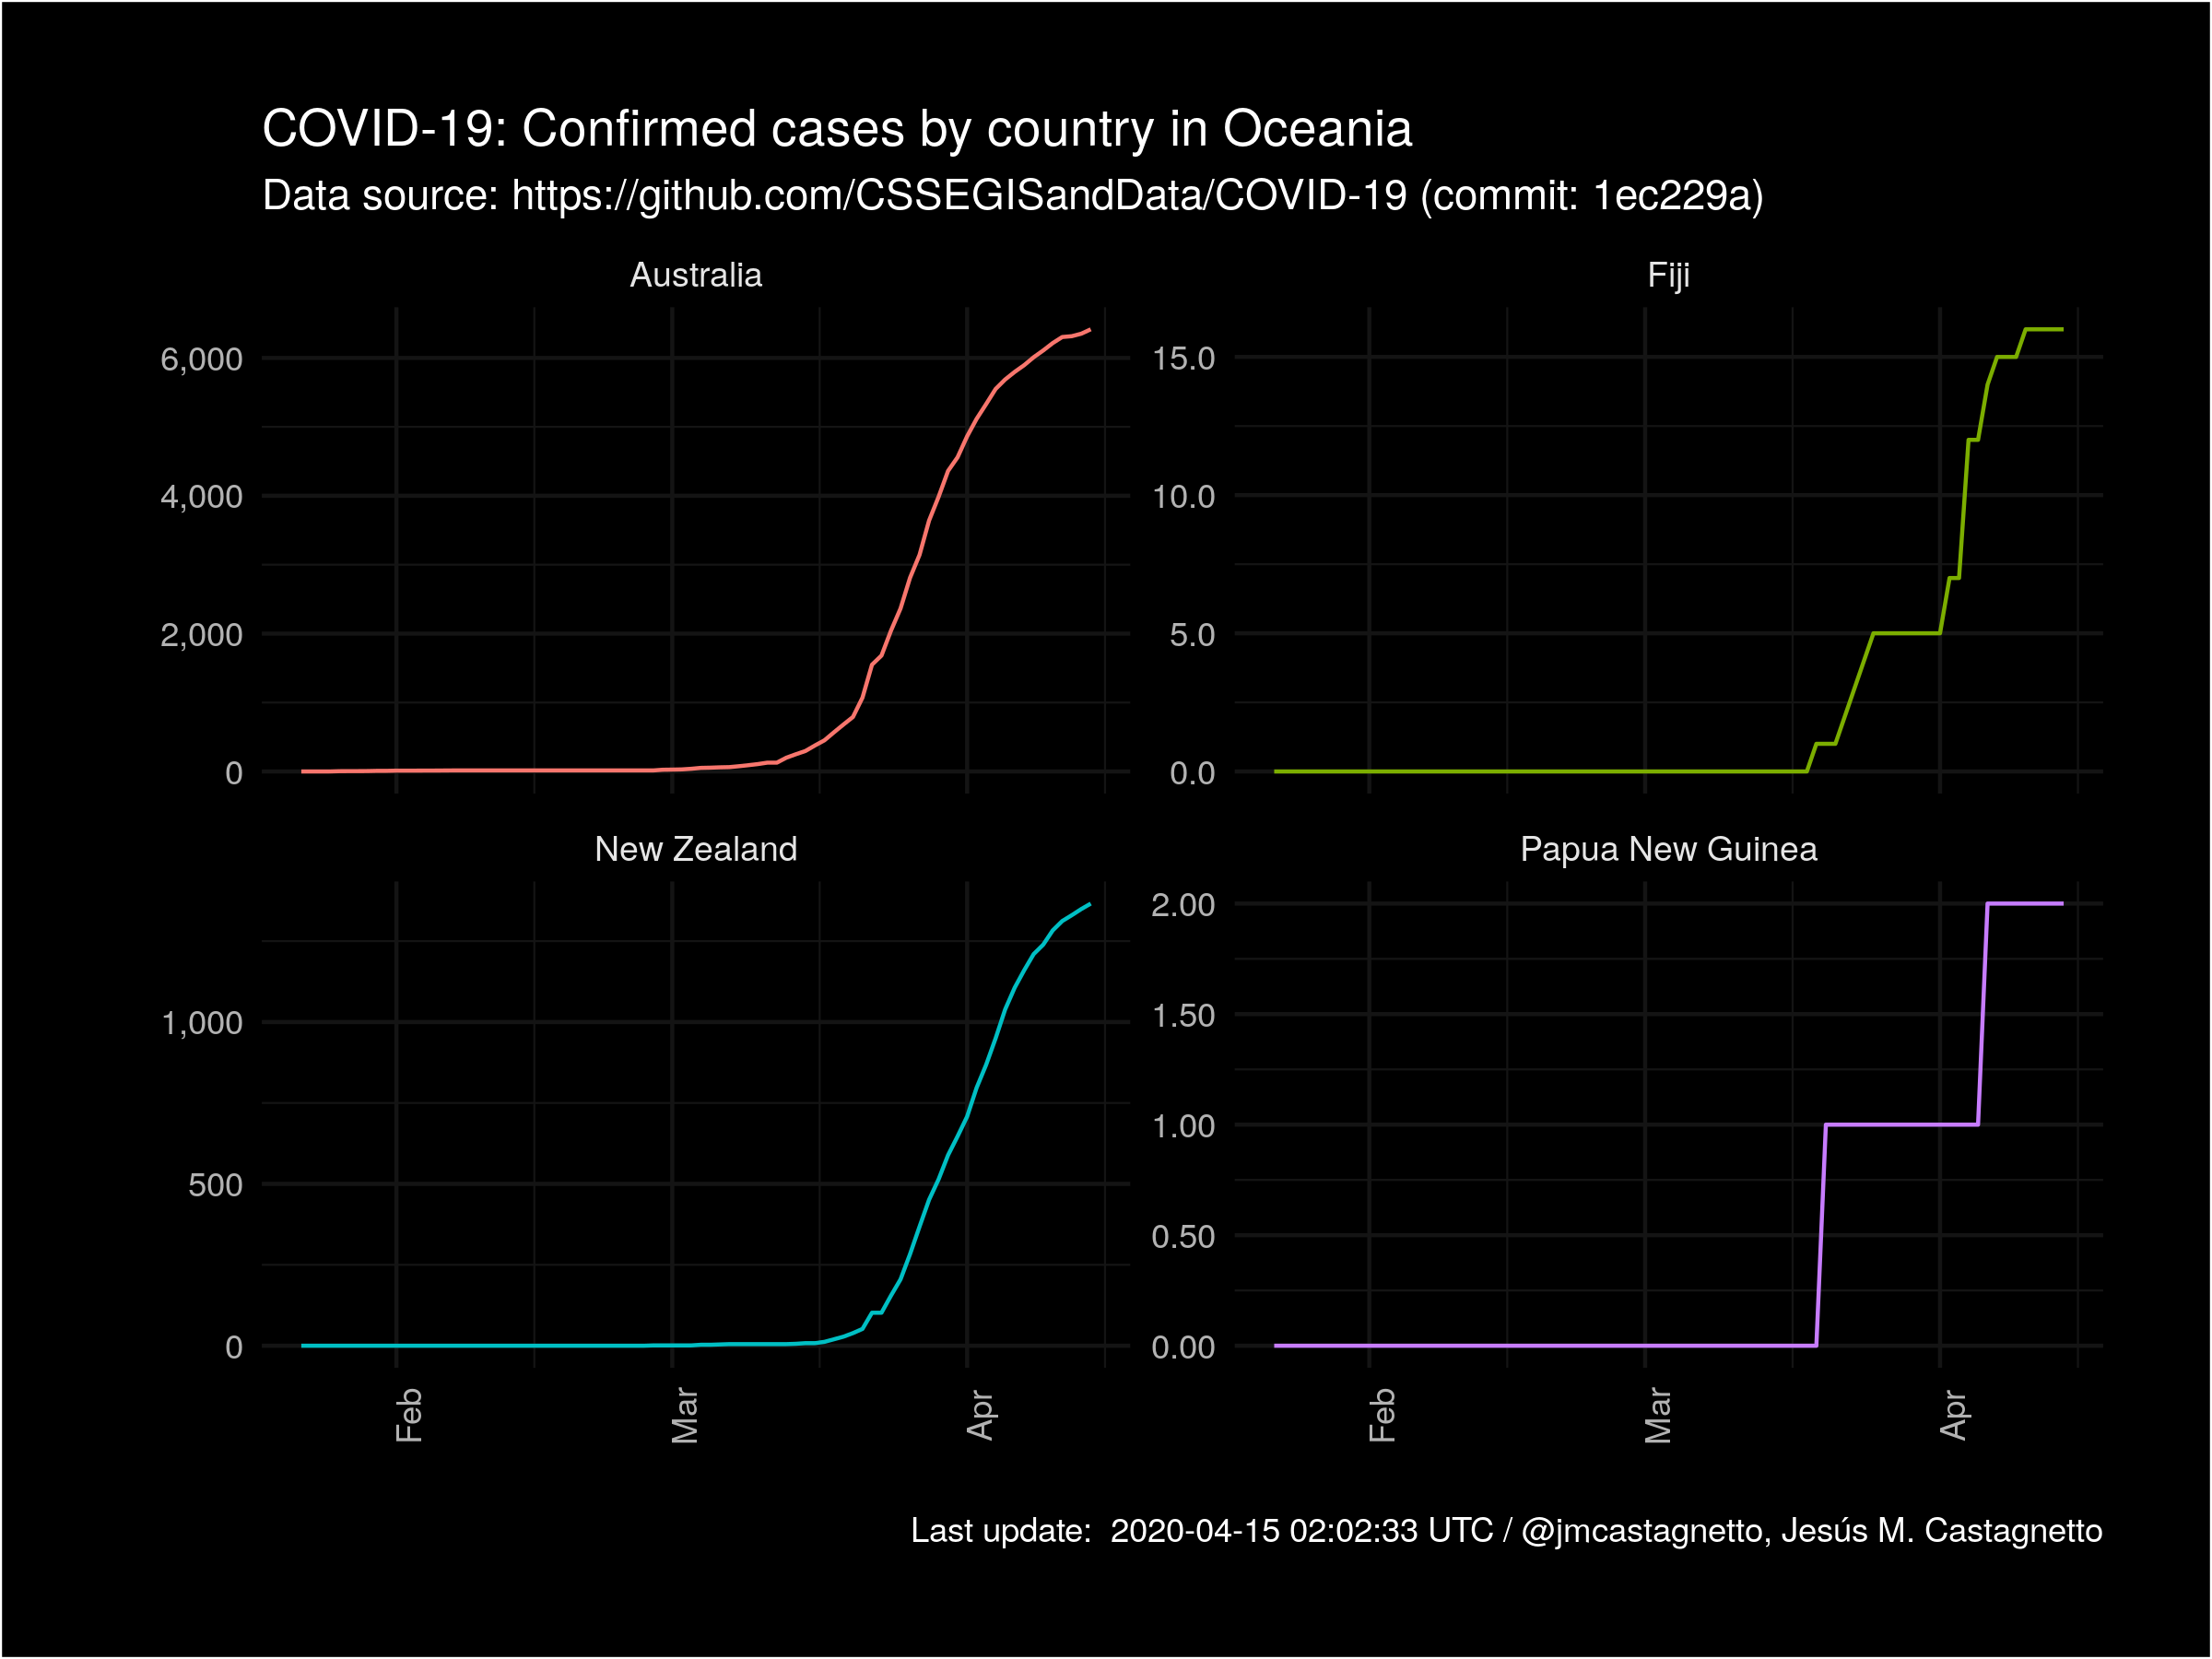 COVID-19: Confirmed cases by country in Oceania
Data source: https://github.com/CSSEGISandData/COVID-19 (commit: 1ec229a)
Australia
6,000
4,000
2,000
0
Fiji
15.0
10.0
5.0
0.0
New Zealand
1,000
500
0
Feb
Mar
Apr
Papua New Guinea
2.00
1.50
1.00
0.50
0.00
Feb
Mar
Apr
Last update:  2020-04-15 02:02:33 UTC / @jmcastagnetto, Jesús M. Castagnetto